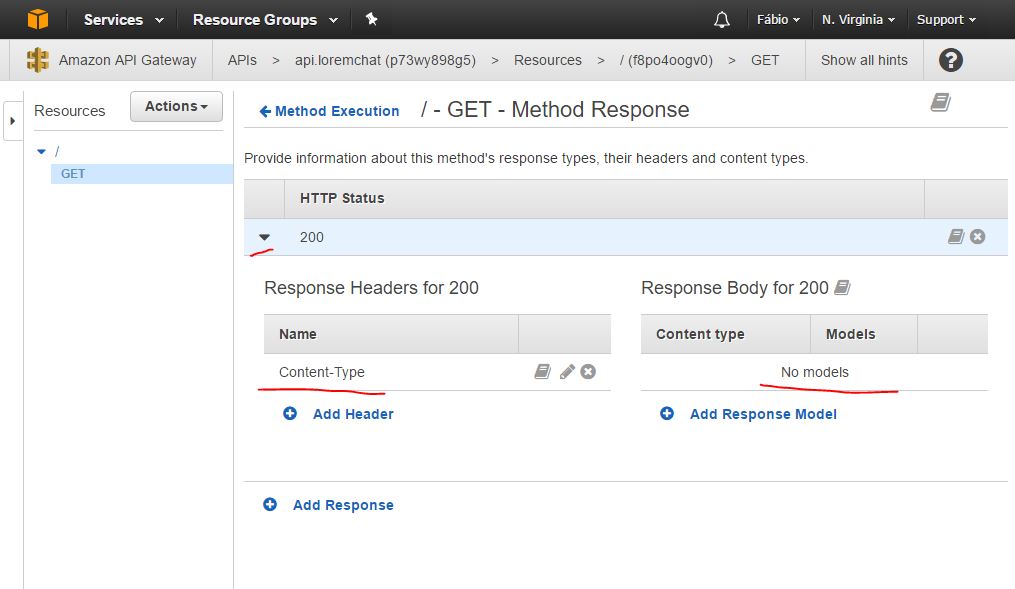 Services Resource Groups Fábio N. Virginia Support
Amazon API Gateway APIs > api.loremchat (p73wy898g5) > Resources > / (f8po4oogv0) > GET Show all hints ?
Resources Actions
Method Execution / - GET - Method Response
/
GET
Provide information about this method's response types, their headers and content types.
HTTP Status
200
Response Headers for 200
Name
Content-Type
Add Header
Response Body for 200
Content type Models
No models
Add Response Model
Add Response